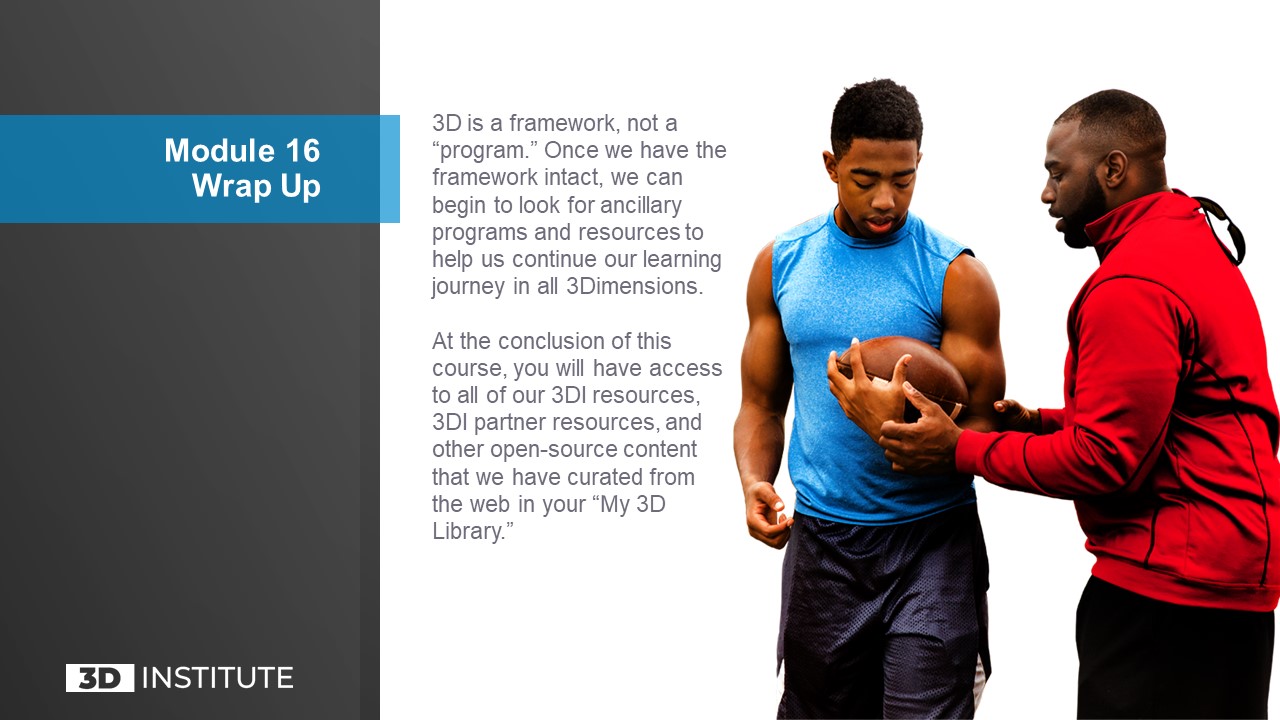 Module 16
Wrap Up
3D is a framework, not a
“program.” Once we have the
framework intact, we can
begin to look for ancillary
programs and resources to
help us continue our learning
journey in all 3Dimensions.
At the conclusion of this
course, you will have access
to all of our 3DI resources,
3DI partner resources, and
other open-source content
that we have curated from
the web in your “My 3D
Library.”
3D INSTITUTE